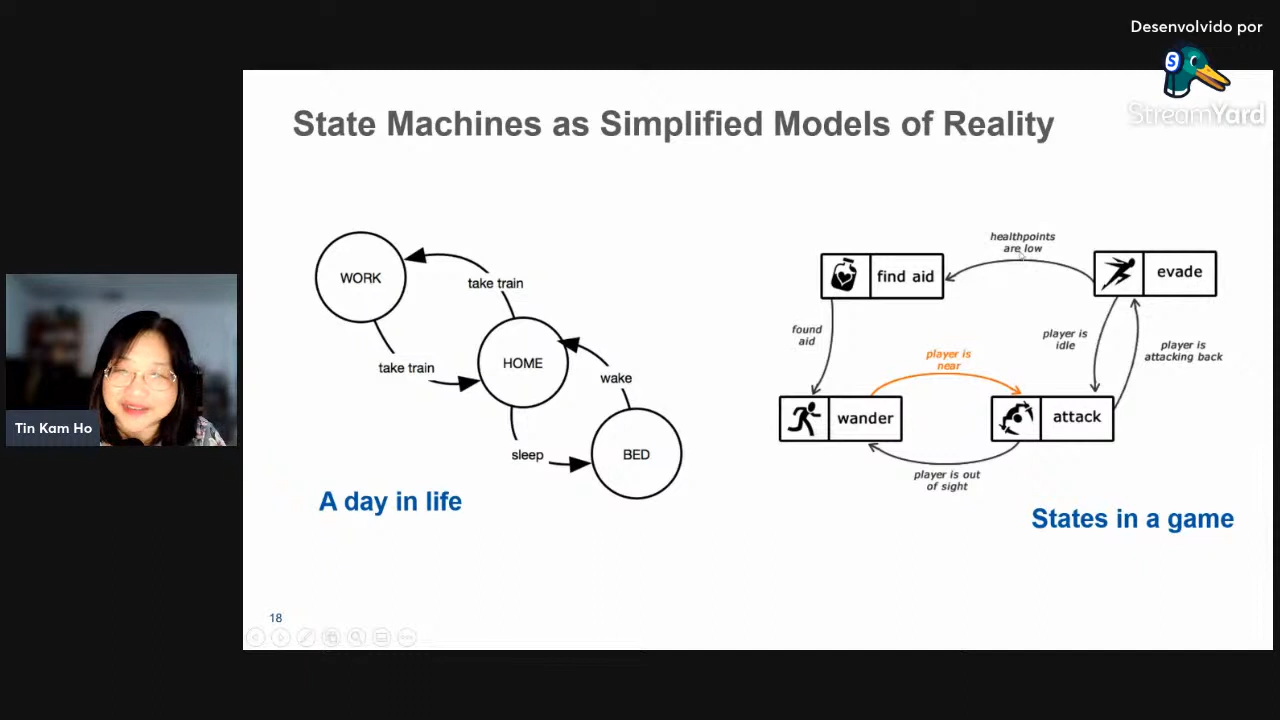 Desenvolvido por
S
StreamYard
State Machines as Simplified Models of Reality
WORK
take train
take train
HOME
wake
sleep
BED
A day in life
healthpoints
are low
find aid
evade
found
aid
player is
idle
player is
attacking back
player is
near
wander
attack
player is out
of sight
States in a game
Tin Kam Ho
18